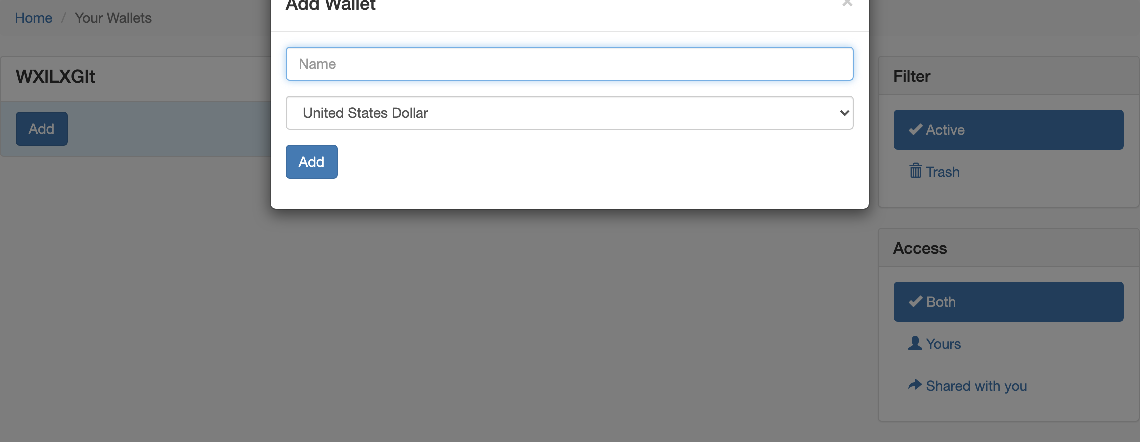 Add Wallet
×
Home / Your Wallets
Name
WXILXGIt
Filter
United States Dollar
Add
Active
Add
Trash
Access
Both
Yours
Shared with you